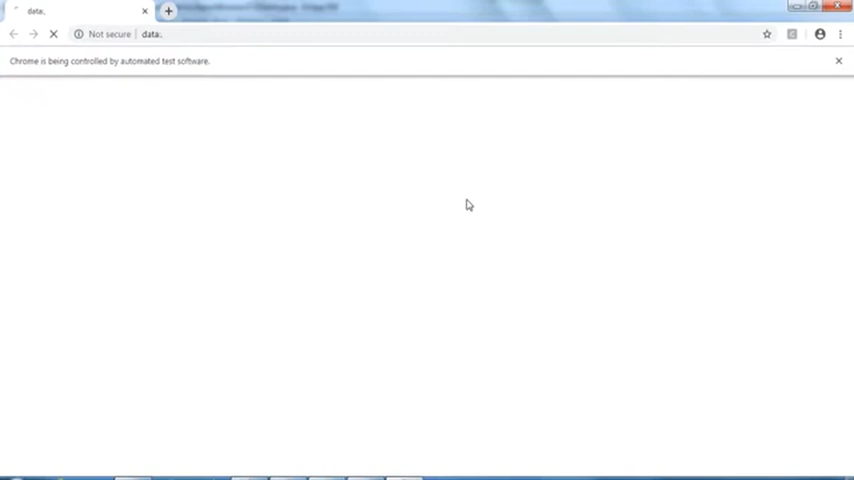 data:,
Not secure | data:,
Chrome is being controlled by automated test software.